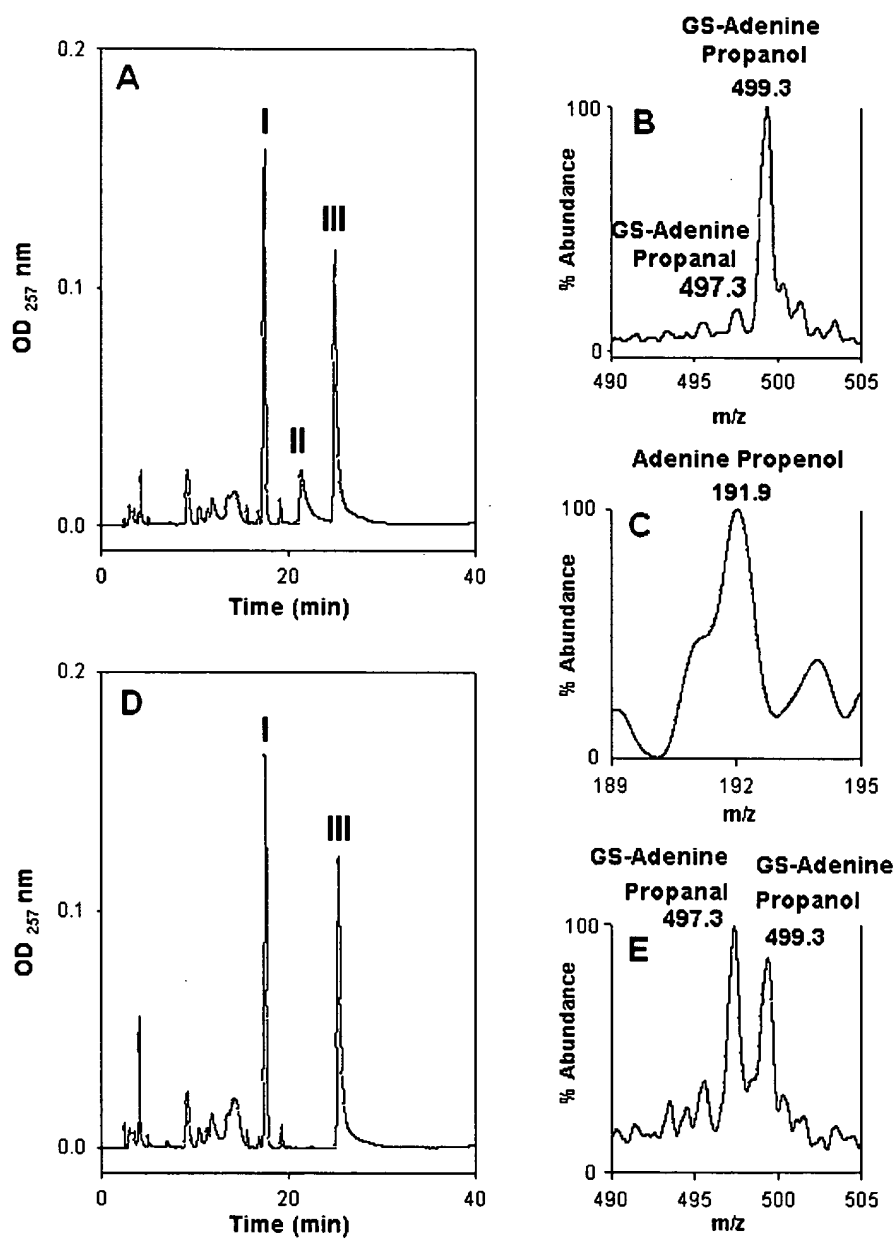 0.2
A
I
III
II
0.1
0.0
OD 257 nm
0 20 40
Time (min)
GS-Adenine
Propanol
499.3
100
B
GS-Adenine
Propanal
497.3
% Abundance
0
490 495 500 505
m/z
Adenine Propenol
191.9
100
C
% Abundance
0
189 192 195
m/z
0.2
D
I
III
0.1
0.0
OD 257 nm
0 20 40
Time (min)
GS-Adenine
Propanal
497.3
GS-Adenine
Propanol
499.3
100
E
% Abundance
0
490 495 500 505
m/z